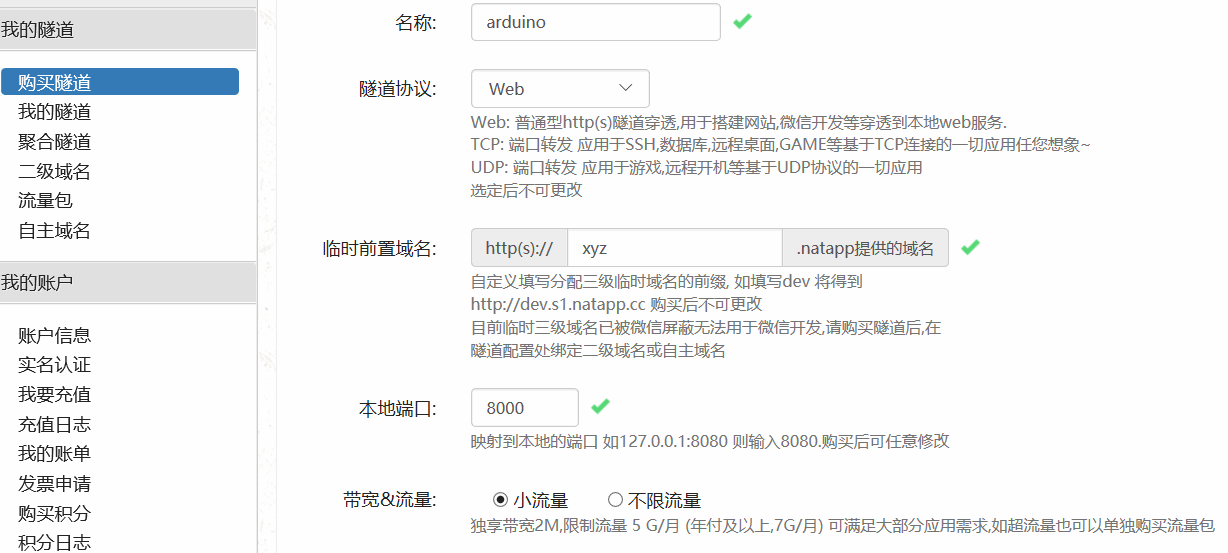 我的隧道
购买隧道
我的隧道
聚合隧道
二级域名
流量包
自主域名
我的账户
账户信息
实名认证
我要充值
充值日志
我的账单
发票申请
购买积分
积分日志
名称: arduino
隧道协议: Web
Web: 普通型http(s)隧道穿透,用于搭建网站,微信开发等穿透到本地web服务.
TCP: 端口转发 应用于SSH,数据库,远程桌面,GAME等基于TCP连接的一切应用任您想象~
UDP: 端口转发 应用于游戏,远程开机等基于UDP协议的一切应用
选定后不可更改
临时前置域名: http(s):// xyz .natapp提供的域名
自定义填写分配三级临时域名的前缀, 如填写dev 将得到
http://dev.s1.natapp.cc 购买后不可更改
目前临时三级域名已被微信屏蔽无法用于微信开发,请购买隧道后,在
隧道配置处绑定二级域名或自主域名
本地端口: 8000
映射到本地的端口 如127.0.0.1:8080 则输入8080.购买后可任意修改
带宽&流量: 小流量 不限流量
独享带宽2M,限制流量 5 G/月 (年付及以上,7G/月) 可满足大部分应用需求,如超流量也可以单独购买流量包